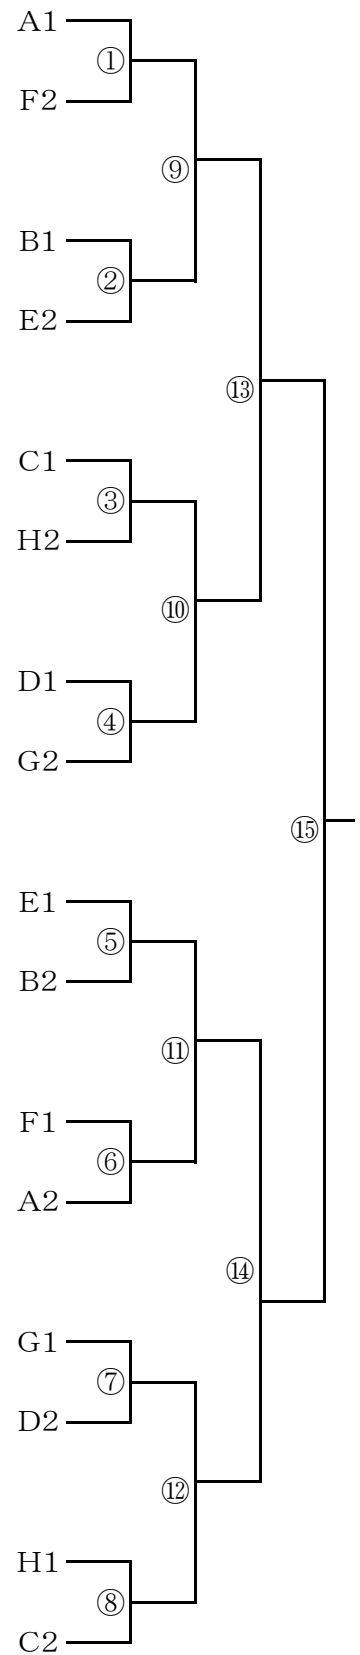 A1
①
F2
⑨
B1
②
E2
⑬
C1
③
H2
⑩
D1
④
G2
⑮
E1
⑤
B2
⑪
F1
⑥
A2
⑭
G1
⑦
D2
⑫
H1
⑧
C2